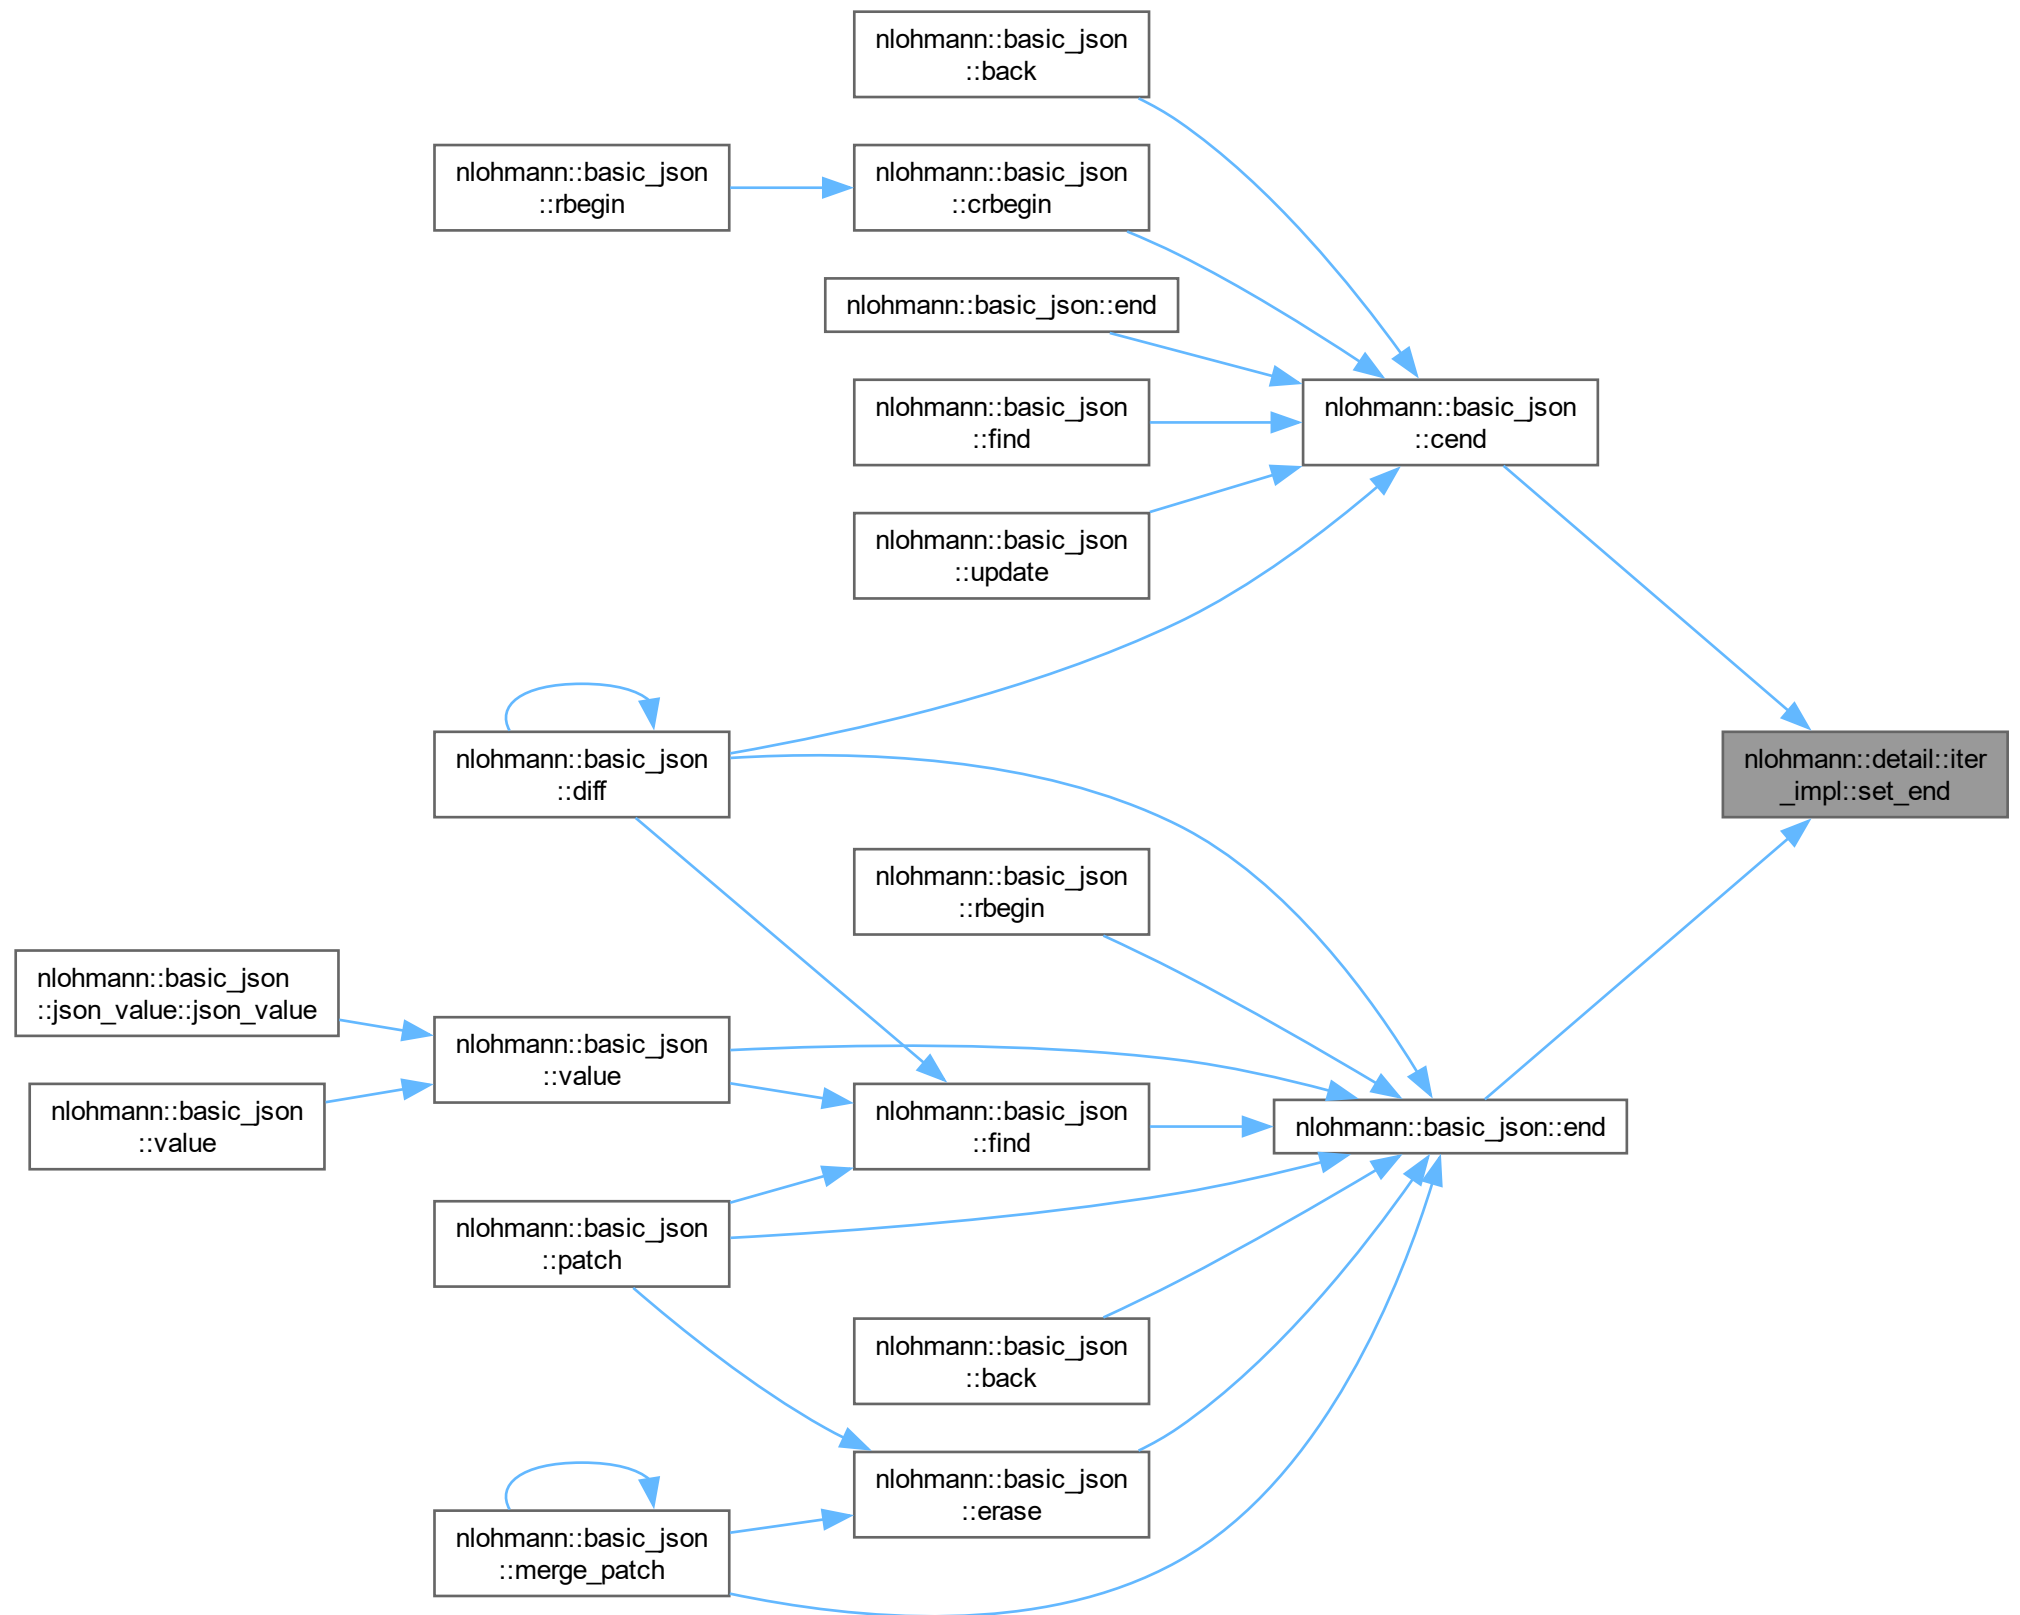 nlohmann::basic_json
::back
nlohmann::basic_json
::rbegin
nlohmann::basic_json
::crbegin
nlohmann::basic_json::end
nlohmann::basic_json
::find
nlohmann::basic_json
::cend
nlohmann::basic_json
::update
nlohmann::basic_json
::diff
nlohmann::detail::iter
_impl::set_end
nlohmann::basic_json
::rbegin
nlohmann::basic_json
::json_value::json_value
nlohmann::basic_json
::value
nlohmann::basic_json
::value
nlohmann::basic_json
::find
nlohmann::basic_json::end
nlohmann::basic_json
::patch
nlohmann::basic_json
::back
nlohmann::basic_json
::erase
nlohmann::basic_json
::merge_patch